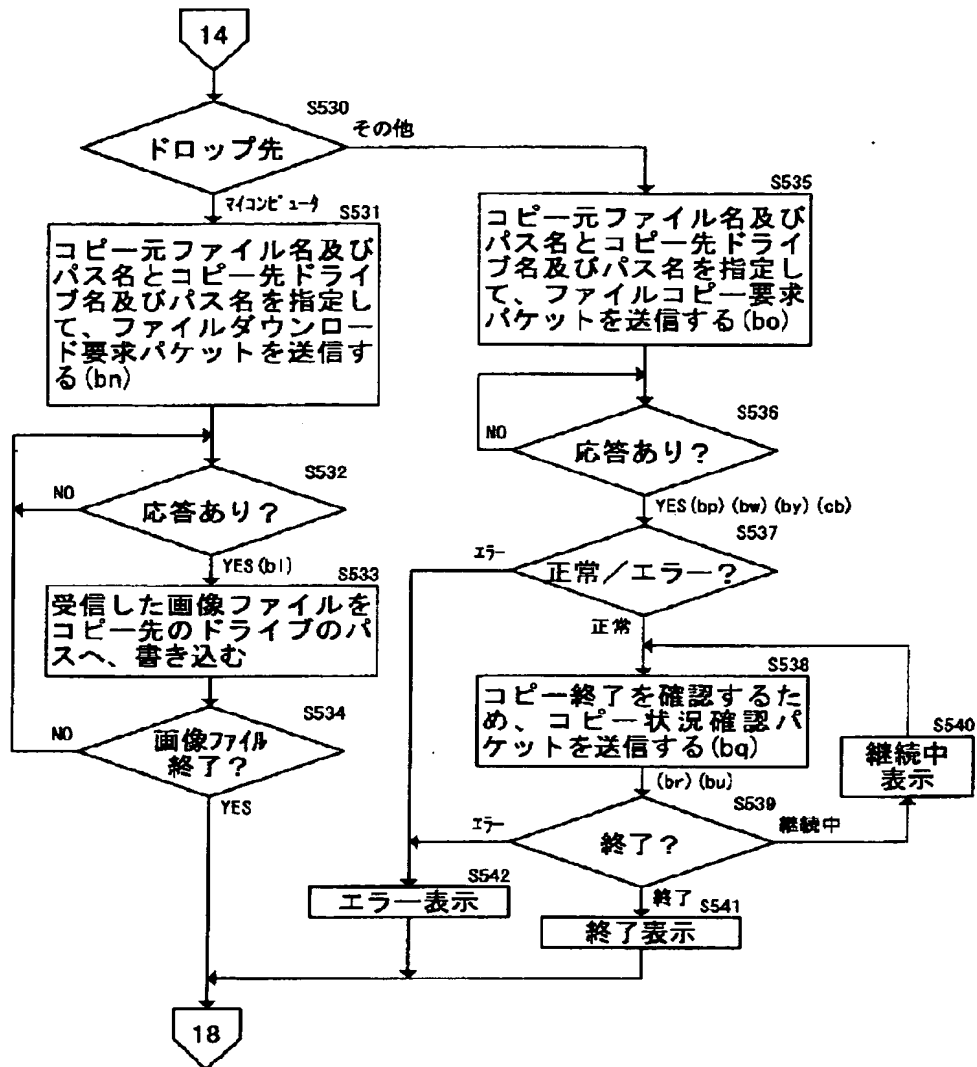 14
S530
ドロップ先
その他
マイコンピュータ
S531
コピー元ファイル名及び
パス名とコピー先ドライ
ブ名及びパス名を指定し
て、ファイルダウンロー
ド要求パケットを送信す
る(bn)
S532
応答あり？
NO
YES(bl)
S533
受信した画像ファイルを
コピー先のドライブのパ
スへ、書き込む
S534
画像ファイル
終了？
NO
YES
S535
コピー元ファイル名及び
パス名とコピー先ドライ
ブ名及びパス名を指定し
て、ファイルコピー要求
パケットを送信する(bo)
S536
応答あり？
NO
YES(bp)(bw)(by)(cb)
S537
正常／エラー？
エラー
正常
S538
コピー終了を確認するた
め、コピー状況確認パ
ケットを送信する(bq)
S540
継続中
表示
(br)(bu)
S539
終了？
エラー
継続中
終了
S542
エラー表示
S541
終了表示
18